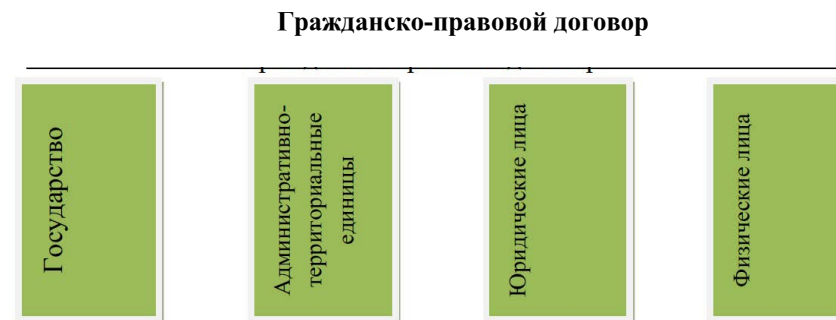 Гражданско-правовой договор
Государство
Административно-
территориальные
единицы
Юридические лица
Физические лица